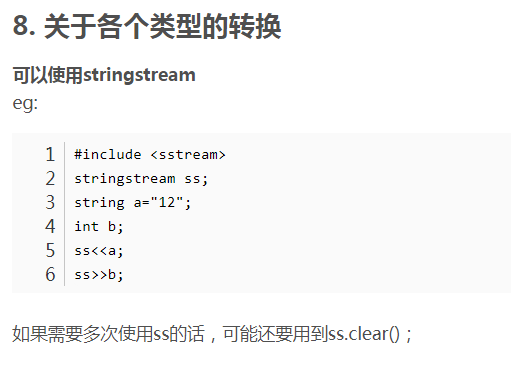 8. 关于各个类型的转换
可以使用stringstream
eg:
1 #include <sstream>
2 stringstream ss;
3 string a="12";
4 int b;
5 ss<<a;
6 ss>>b;
如果需要多次使用ss的话，可能还要用到ss.clear()；